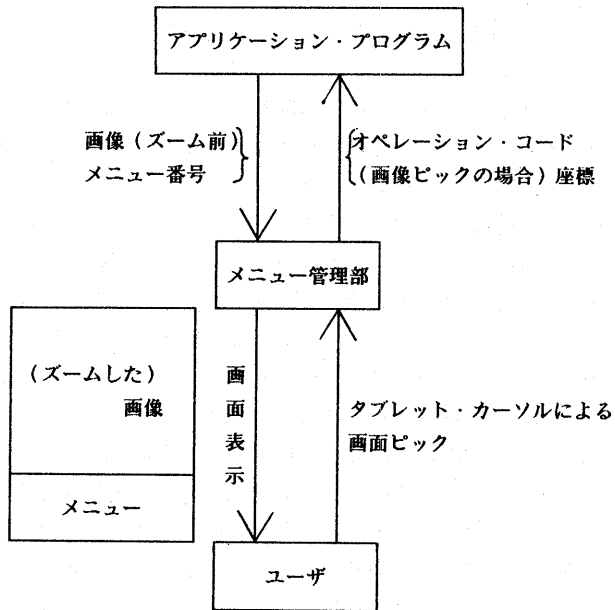 アプリケーション・プログラム
画像(ズーム前)
メニュー番号
オペレーション・コード
(画像ピックの場合)座標
メニュー管理部
(ズームした)
画像
メニュー
画面表示
タブレット・カーソルによる
画面ピック
ユーザ